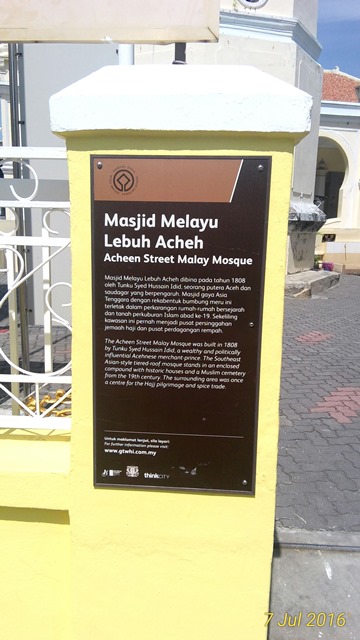 Masjid Melayu
Lebuh Acheh
Acheen Street Malay Mosque
Masjid Melayu Lebuh Acheh dibina pada tahun 1808
oleh Tunku Syed Hussain Idid, seorang putera Aceh dan
saudagar yang berpengaruh. Masjid gaya Asia
Tenggara dengan rekabentuk bumbung meru ini
terletak dalam perkarangan rumah-rumah bersejarah
dan tanah perkuburan Islam abad ke-19. Sekeliling
kawasan ini pernah menjadi pusat persinggahan
jemaah haji dan pusat perdagangan rempah.
The Acheen Street Malay Mosque was built in 1808
by Tunku Syed Hussain Idid, a wealthy and politically
influential Acehnese merchant prince. The Southeast
Asian-style tiered-roof mosque stands in an enclosed
compound with historic houses and a Muslim cemetery
from the 19th century. The surrounding area was once
a centre for the Hajj pilgrimage and spice trade.
Untuk maklumat lanjut, sila layari:
For further information please visit:
www.gtwhi.com.my
thinkCITY
7 Jul 2016